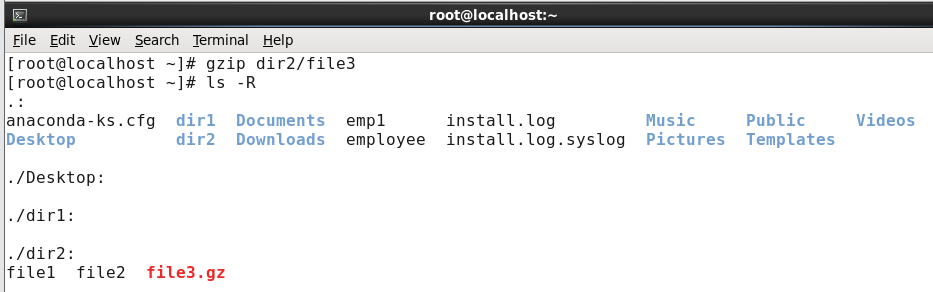 root@localhost:~
File Edit View Search Terminal Help
[root@localhost ~]# gzip dir2/file3
[root@localhost ~]# ls -R
.:
anaconda-ks.cfg  dir1  Documents  emp1      install.log         Music     Public     Videos
Desktop          dir2  Downloads  employee  install.log.syslog  Pictures  Templates
./Desktop:
./dir1:
./dir2:
file1  file2  file3.gz